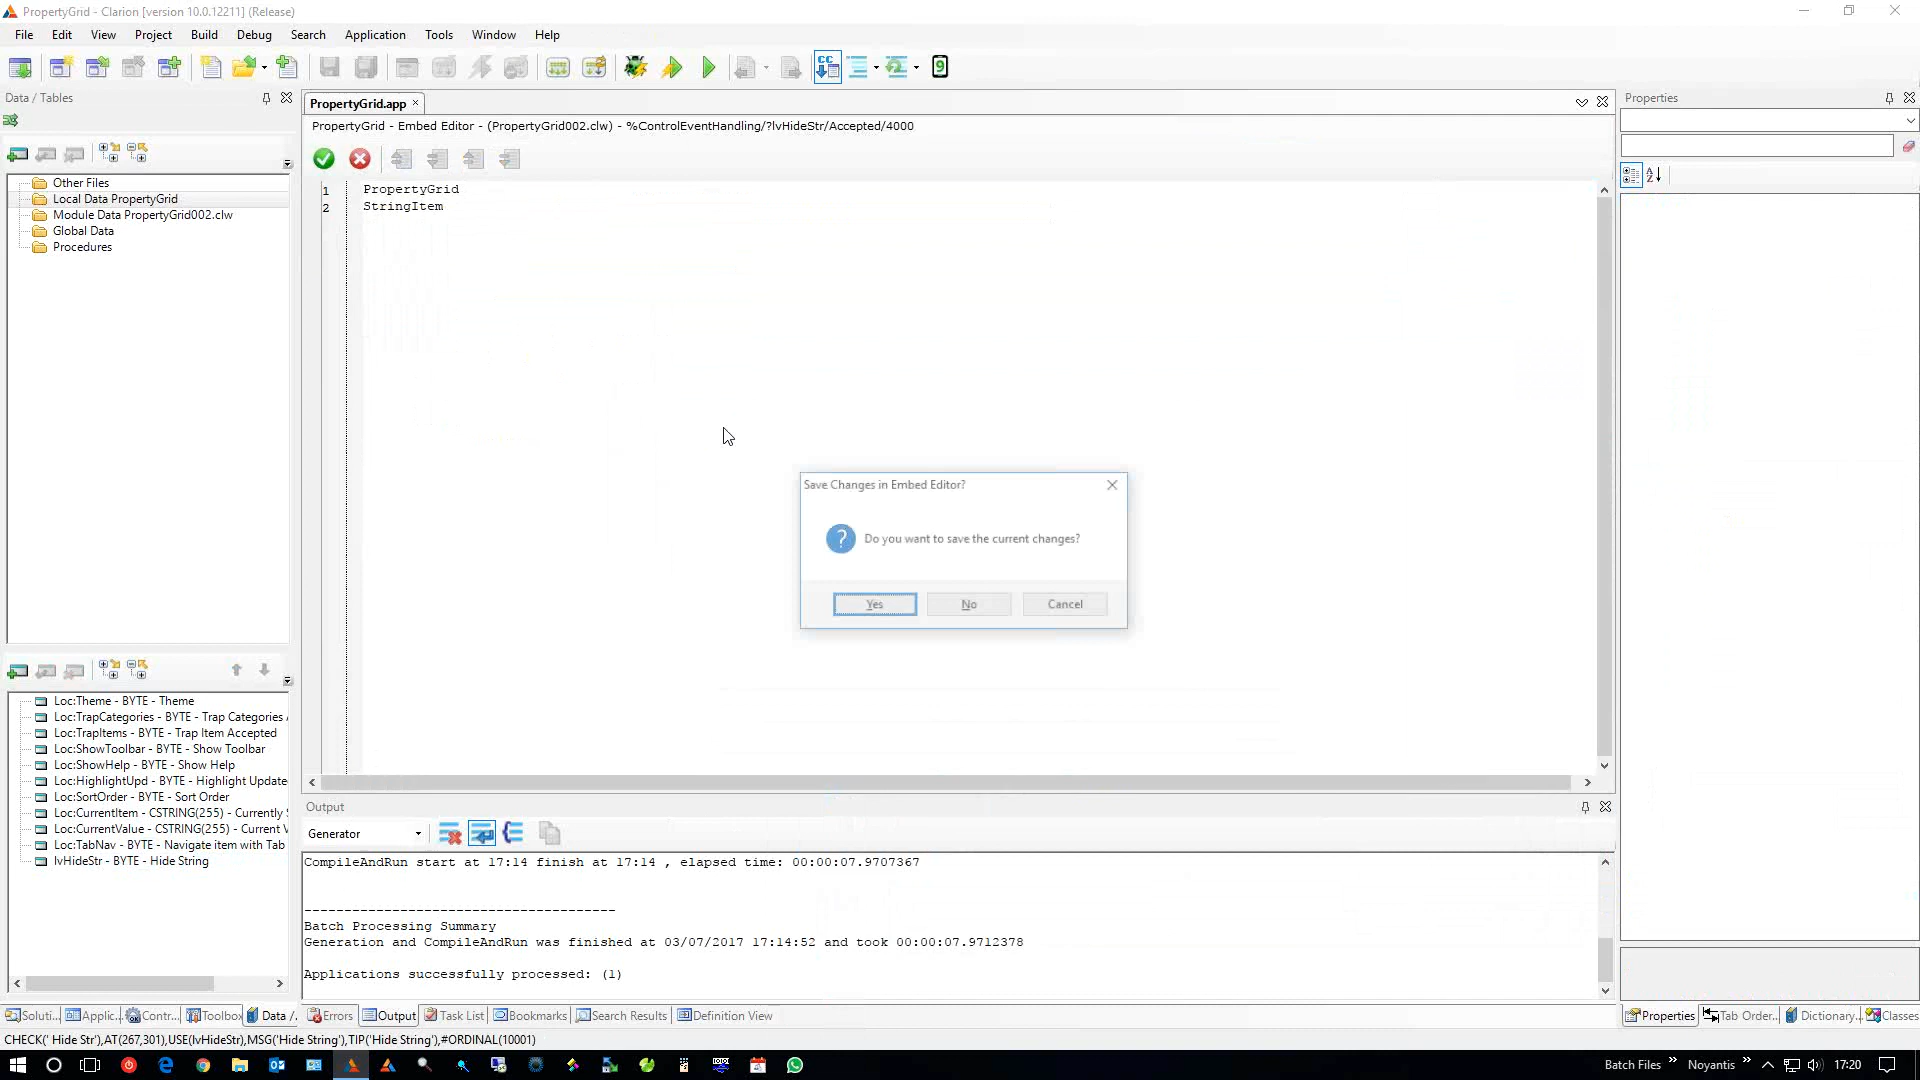 PropertyGrid - Clarion [version 10.0.12211] (Release)
File Edit View Project Build Debug Search Application Tools Window Help
Data / Tables
Other Files
Local Data PropertyGrid
Module Data PropertyGrid002.clw
Global Data
Procedures
PropertyGrid.app
PropertyGrid - Embed Editor - (PropertyGrid002.clw) - %ControlEventHandling/?lvHideStr/Accepted/4000
1 PropertyGrid
2 StringItem
Save Changes in Embed Editor?
Do you want to save the current changes?
Yes No Cancel
Properties
Loc:Theme - BYTE - Theme
Loc:TrapCategories - BYTE - Trap Categories
Loc:TrapItems - BYTE - Trap Item Accepted
Loc:ShowToolbar - BYTE - Show Toolbar
Loc:ShowHelp - BYTE - Show Help
Loc:HighlightUpd - BYTE - Highlight Update
Loc:SortOrder - BYTE - Sort Order
Loc:CurrentItem - CSTRING(255) - Currently
Loc:CurrentValue - CSTRING(255) - Current V
Loc:TabNav - BYTE - Navigate item with Tab
lvHideStr - BYTE - Hide String
Output
Generator
CompileAndRun start at 17:14 finish at 17:14 , elapsed time: 00:00:07.9707367
---------------------------------------
Batch Processing Summary
Generation and CompileAndRun was finished at 03/07/2017 17:14:52 and took 00:00:07.9712378
Applications successfully processed: (1)
Soluti... Applic... Contr... Toolbox Data /
Errors Output Task List Bookmarks Search Results Definition View
Properties Tab Order... Dictionary... Classes
CHECK(' Hide Str'),AT(267,301),USE(lvHideStr),MSG('Hide String'),TIP('Hide String'),#ORDINAL(10001)
Batch Files » Noyantis » 17:20